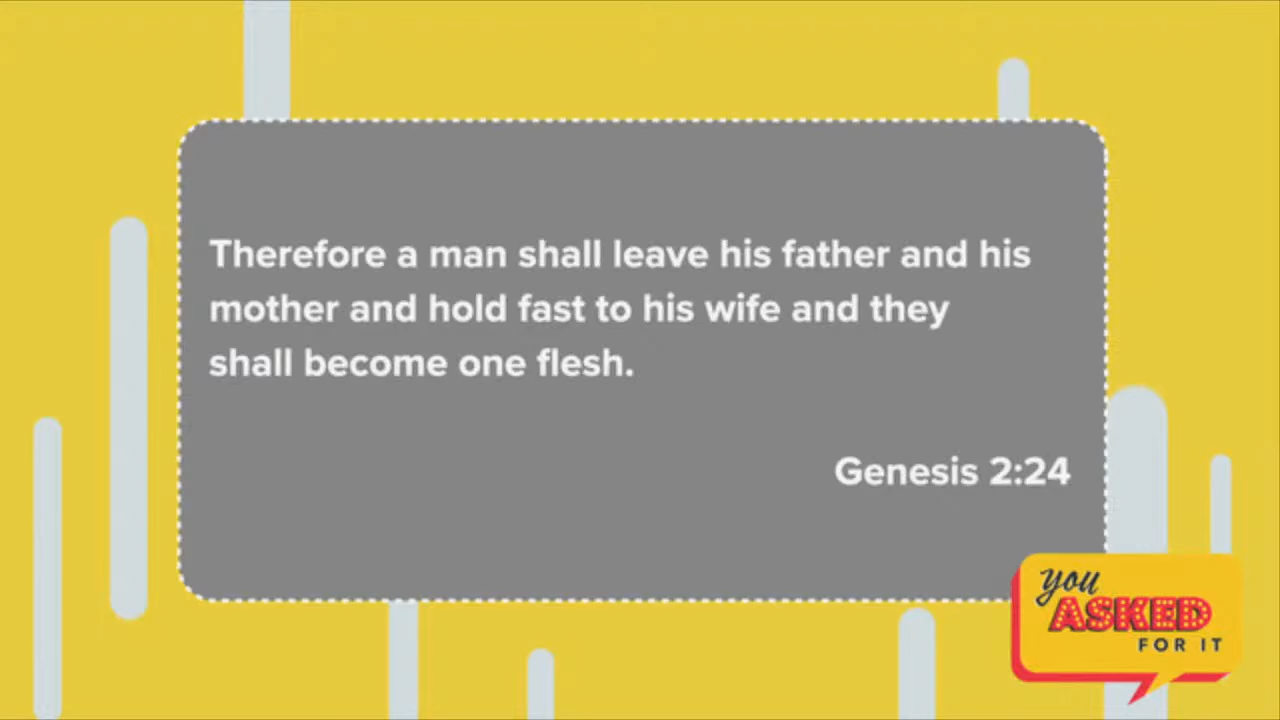 Therefore a man shall leave his father and his
mother and hold fast to his wife and they
shall become one flesh.
Genesis 2:24
you
ASKED
FOR IT